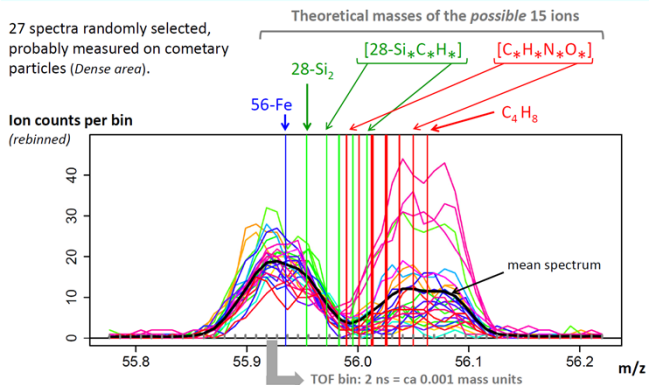 Theoretical masses of the possible 15 ions
27 spectra randomly selected,
probably measured on cometary
particles (Dense area).
[28-Si*C*H*]
[C*H*N*O*]
28-Si2
56-Fe
C4 H8
Ion counts per bin
(rebinned)
40
30
20
10
0
mean spectrum
55.8
55.9
56.0
56.1
56.2
m/z
TOF bin: 2 ns = ca 0.001 mass units